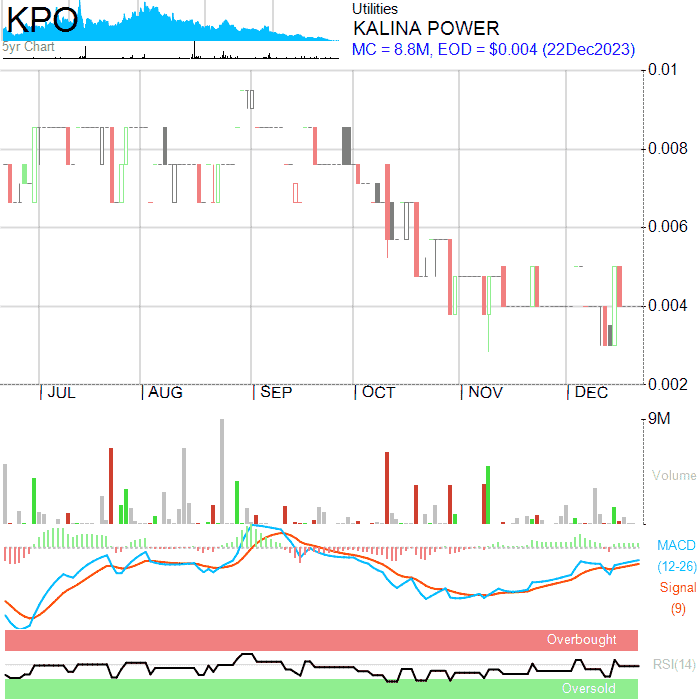 KPO
5yr Chart
Utilities
KALINA POWER
MC = 8.8M, EOD = $0.004 (22Dec2023)
0.01
0.008
0.006
0.004
0.002
JUL AUG SEP OCT NOV DEC
9M
Volume
MACD
(12-26)
Signal
(9)
Overbought
RSI(14)
Oversold